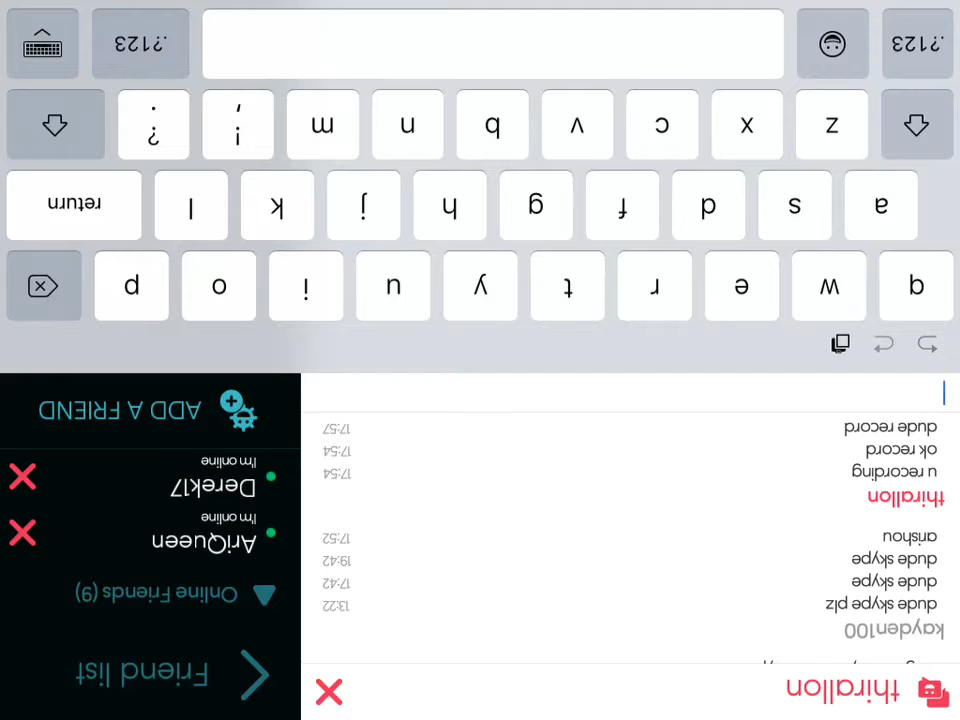 thirallon
kayden100
dude skype plz 13:22
dude skype 17:42
dude skype 19:42
arishou 17:52
thirallon
u recording 17:54
ok record 17:54
dude record 17:57
Friend list
Online Friends (9)
AriQueen
I'm online
Derek17
I'm online
ADD A FRIEND
q w e r t y u i o p
a s d f g h j k l return
z x c v b n m ! , ? .
.?123 .?123